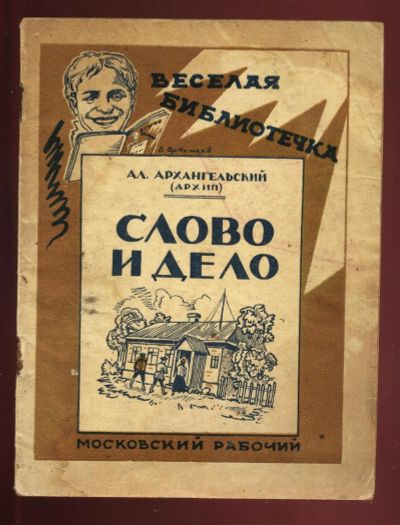 ВЕСЕЛАЯ
БИБЛИОТЕЧКА
АЛ. АРХАНГЕЛЬСКИЙ
(АРХИП)
СЛОВО
И ДЕЛО
МОСКОВСКИЙ РАБОЧИЙ